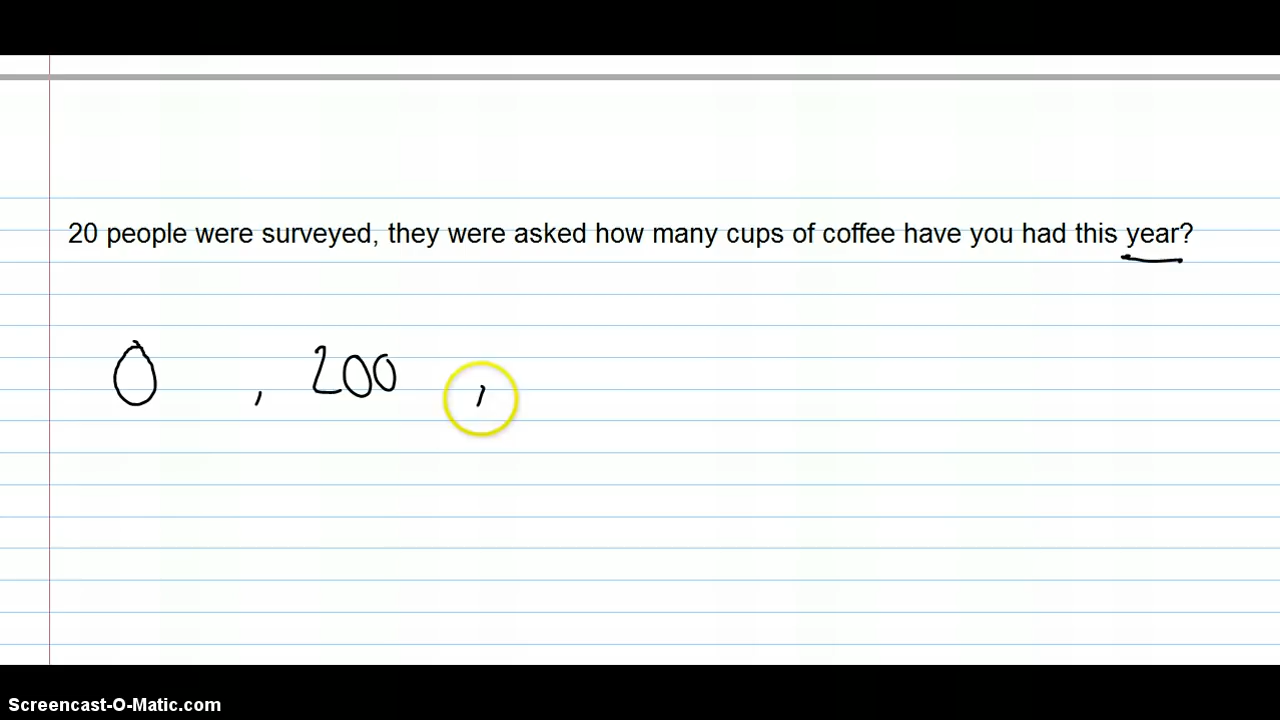 20 people were surveyed, they were asked how many cups of coffee have you had this year?
0 , 200 ,
Screencast-O-Matic.com